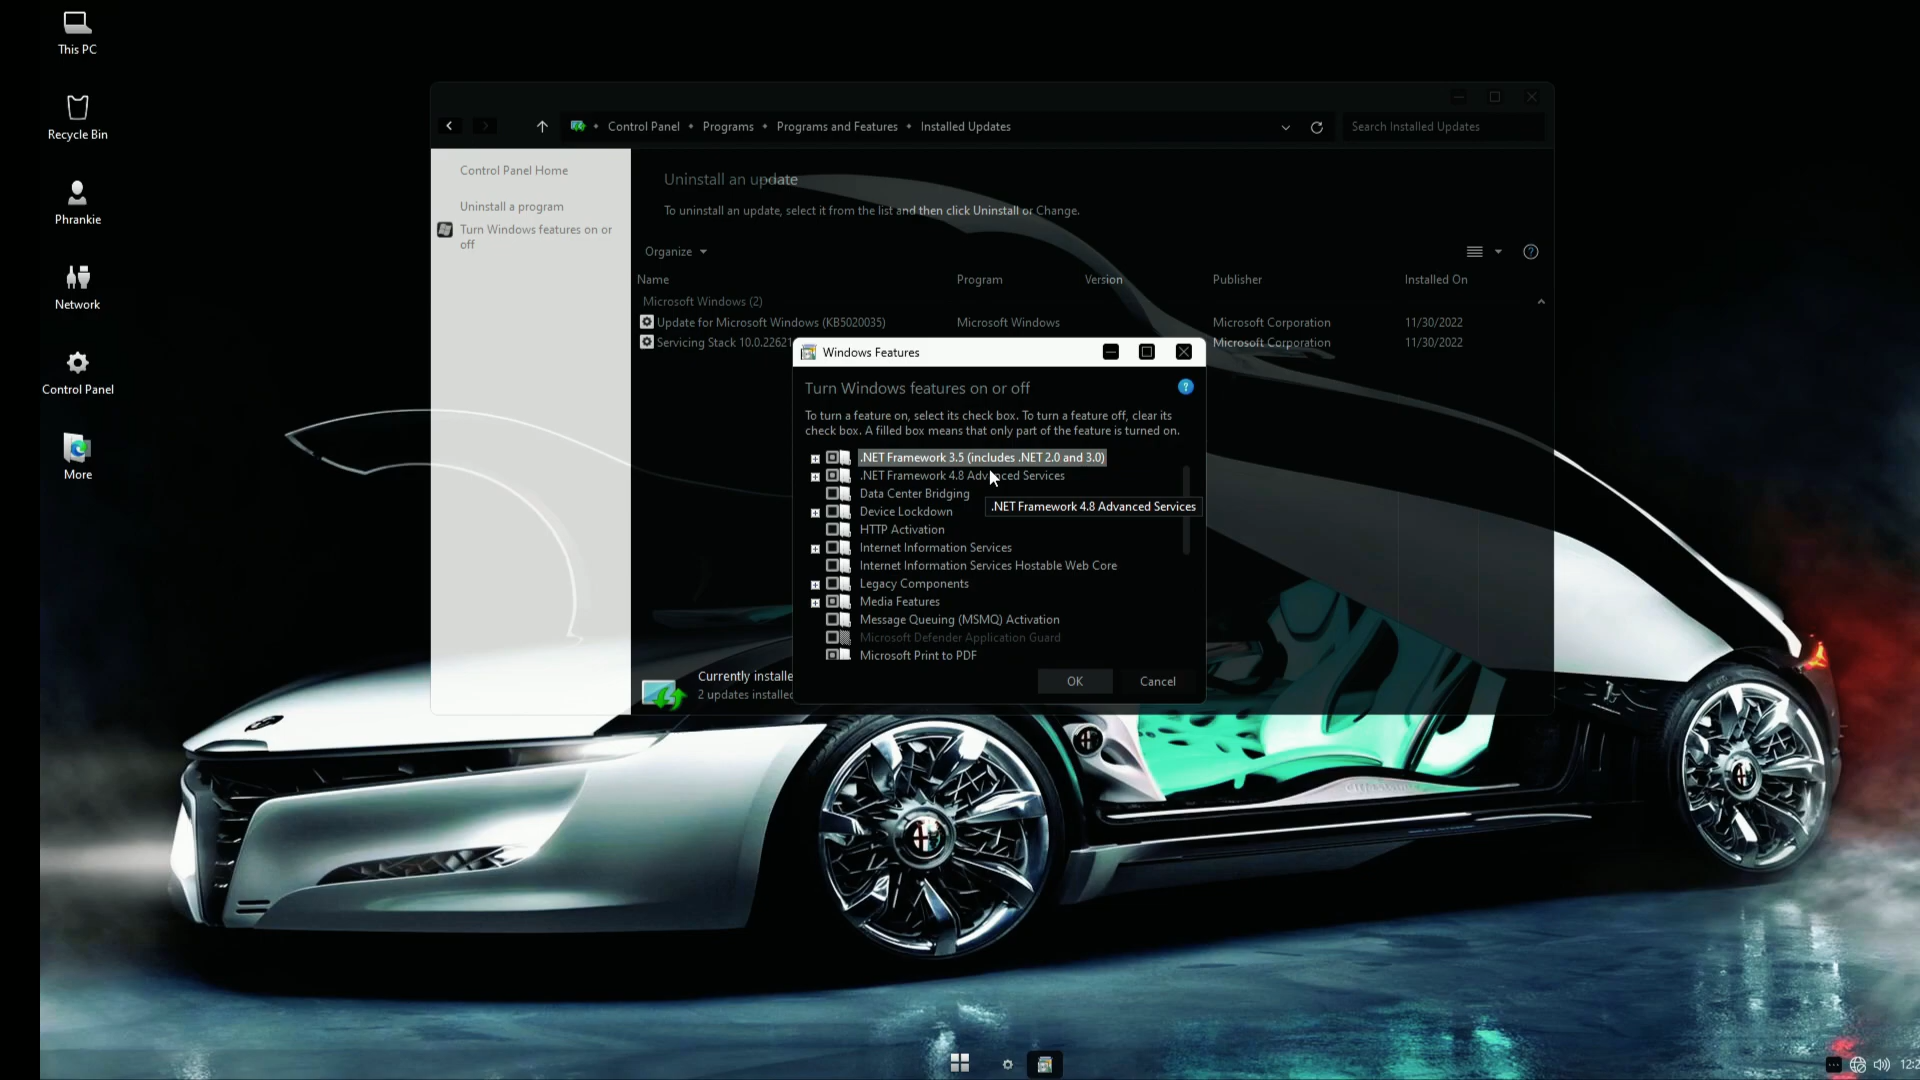 This PC
Recycle Bin
Phrankie
Network
Control Panel
More
Control Panel
Programs
Programs and Features
Installed Updates
Search Installed Updates
Control Panel Home
Uninstall a program
Turn Windows features on or
off
Uninstall an update
To uninstall an update, select it from the list and then click Uninstall or Change.
Organize
Name Program Version Publisher Installed On
Microsoft Windows (2)
Update for Microsoft Windows (KB5020035) Microsoft Windows Microsoft Corporation 11/30/2022
Servicing Stack 10.0.22621 Microsoft Corporation 11/30/2022
Currently installe
2 updates installed
Windows Features
Turn Windows features on or off
To turn a feature on, select its check box. To turn a feature off, clear its
check box. A filled box means that only part of the feature is turned on.
.NET Framework 3.5 (includes .NET 2.0 and 3.0)
.NET Framework 4.8 Advanced Services
Data Center Bridging
.NET Framework 4.8 Advanced Services
Device Lockdown
HTTP Activation
Internet Information Services
Internet Information Services Hostable Web Core
Legacy Components
Media Features
Message Queuing (MSMQ) Activation
Microsoft Defender Application Guard
Microsoft Print to PDF
OK
Cancel